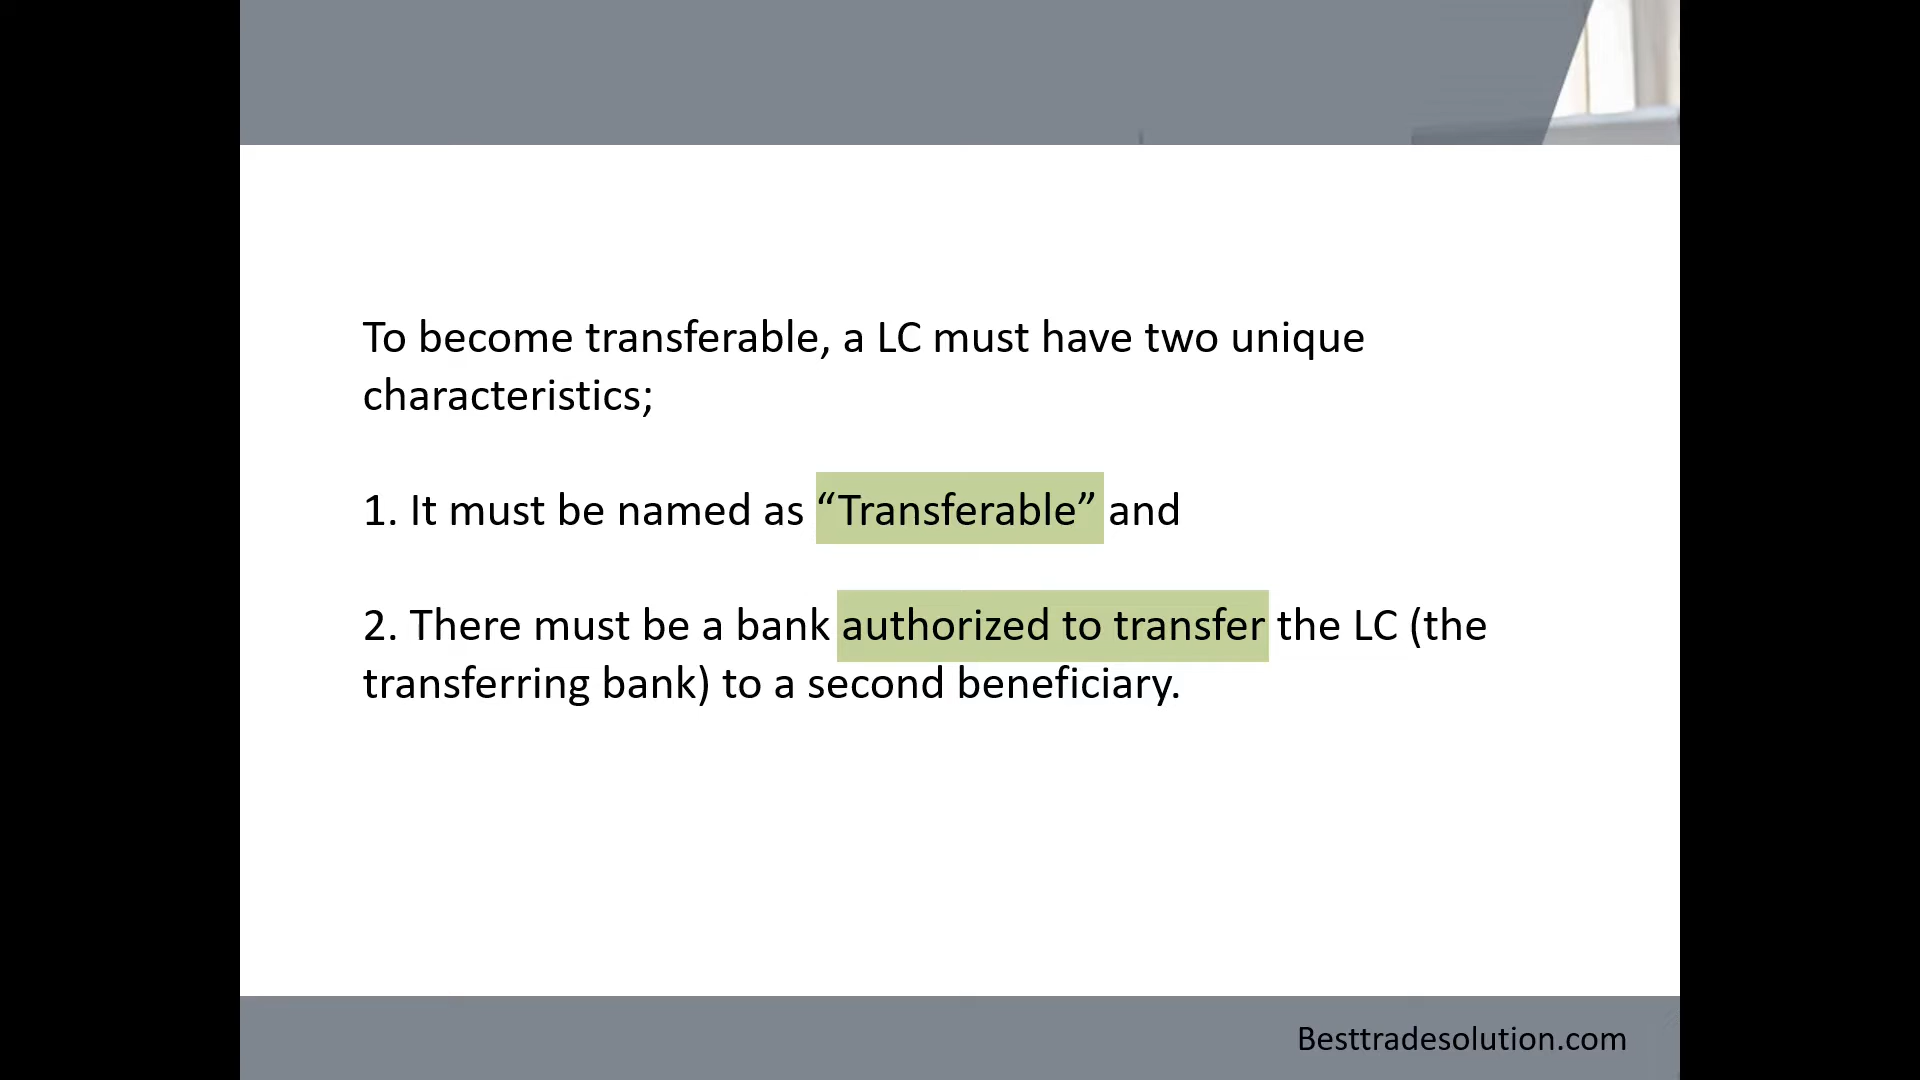 To become transferable, a LC must have two unique
characteristics;
1. It must be named as “Transferable” and
2. There must be a bank authorized to transfer the LC (the
transferring bank) to a second beneficiary.
Besttradesolution.com